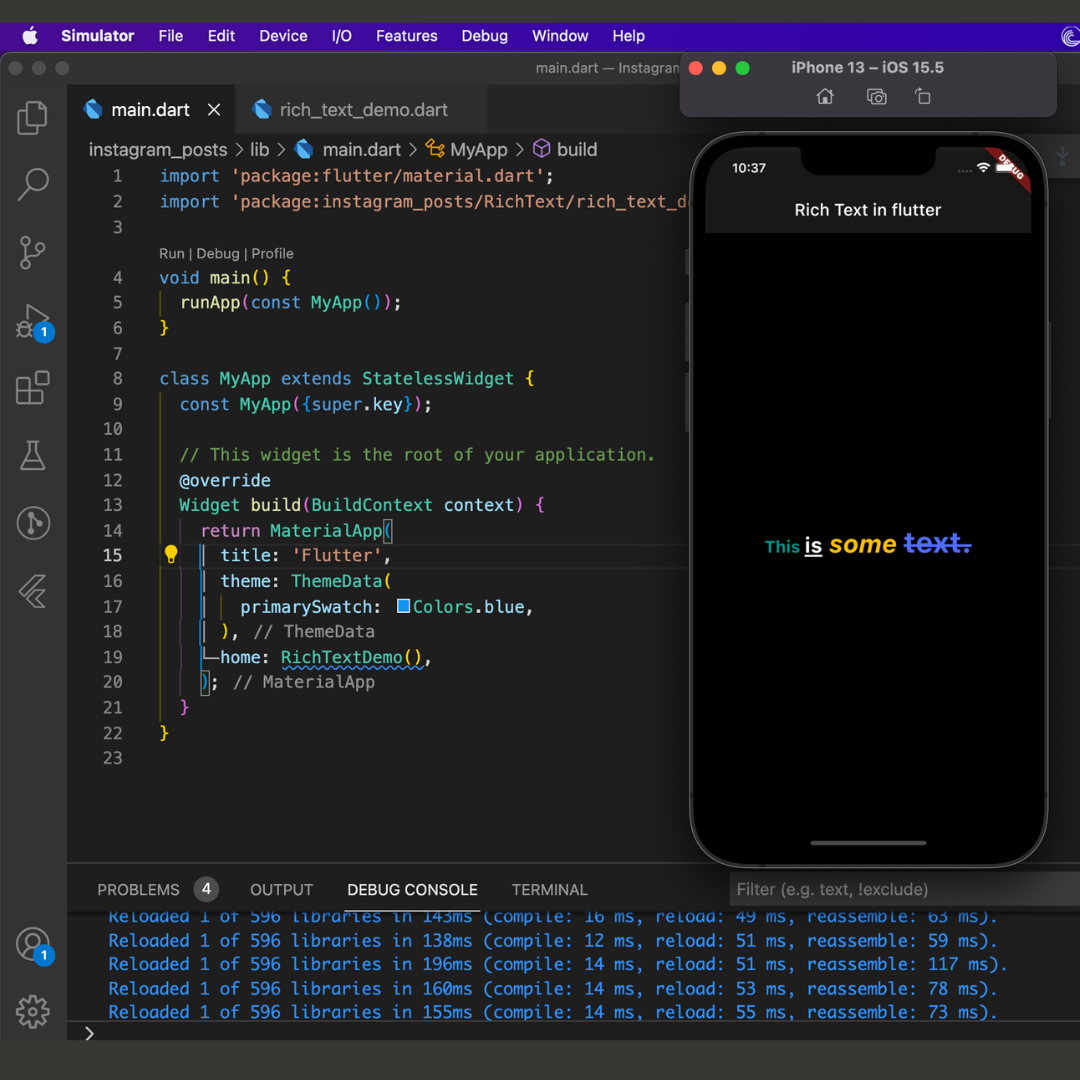 Simulator File Edit Device I/O Features Debug Window Help
main.dart — Instagran
iPhone 13 – iOS 15.5
main.dart
rich_text_demo.dart
instagram_posts > lib > main.dart > MyApp > build
1 import 'package:flutter/material.dart';
2 import 'package:instagram_posts/RichText/rich_text_d
3
Run | Debug | Profile
4 void main() {
5 runApp(const MyApp());
6 }
7
8 class MyApp extends StatelessWidget {
9 const MyApp({super.key});
10
11 // This widget is the root of your application.
12 @override
13 Widget build(BuildContext context) {
14 return MaterialApp(
15 title: 'Flutter',
16 theme: ThemeData(
17 primarySwatch: Colors.blue,
18 ), // ThemeData
19 home: RichTextDemo(),
20 ); // MaterialApp
21 }
22 }
23
1
10:37
DEBUG
Rich Text in flutter
This is some text.
PROBLEMS 4 OUTPUT DEBUG CONSOLE TERMINAL
Filter (e.g. text, !exclude)
Reloaded 1 of 596 libraries in 143ms (compile: 16 ms, reload: 49 ms, reassemble: 63 ms).
Reloaded 1 of 596 libraries in 138ms (compile: 12 ms, reload: 51 ms, reassemble: 59 ms).
Reloaded 1 of 596 libraries in 196ms (compile: 14 ms, reload: 51 ms, reassemble: 117 ms).
Reloaded 1 of 596 libraries in 160ms (compile: 14 ms, reload: 53 ms, reassemble: 78 ms).
Reloaded 1 of 596 libraries in 155ms (compile: 14 ms, reload: 55 ms, reassemble: 73 ms).
1